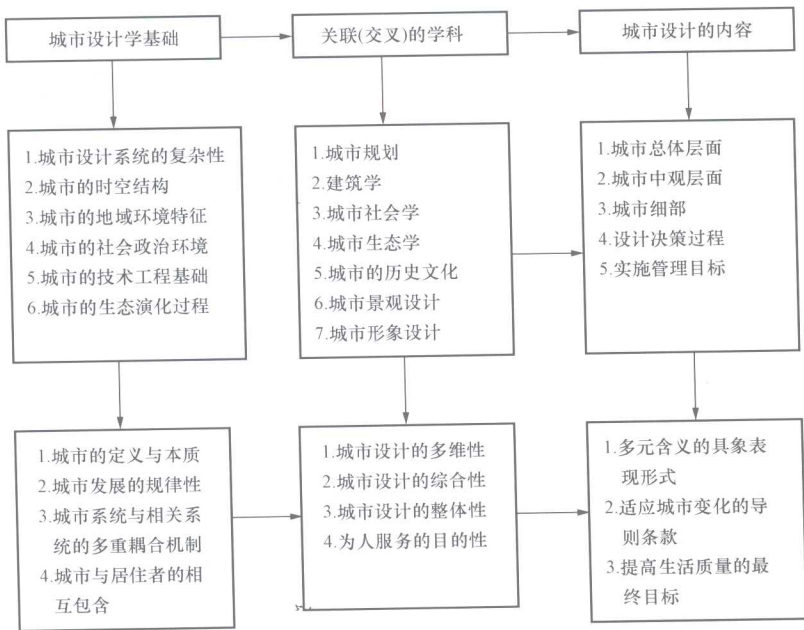 城市设计学基础
关联(交叉)的学科
城市设计的内容
1.城市设计系统的复杂性
2.城市的时空结构
3.城市的地域环境特征
4.城市的社会政治环境
5.城市的技术工程基础
6.城市的生态演化过程
1.城市规划
2.建筑学
3.城市社会学
4.城市生态学
5.城市的历史文化
6.城市景观设计
7.城市形象设计
1.城市总体层面
2.城市中观层面
3.城市细部
4.设计决策过程
5.实施管理目标
1.城市的定义与本质
2.城市发展的规律性
3.城市系统与相关系
统的多重耦合机制
4.城市与居住者的相
互包含
1.城市设计的多维性
2.城市设计的综合性
3.城市设计的整体性
4.为人服务的目的性
1.多元含义的具象表
现形式
2.适应城市变化的导
则条款
3.提高生活质量的最
终目标